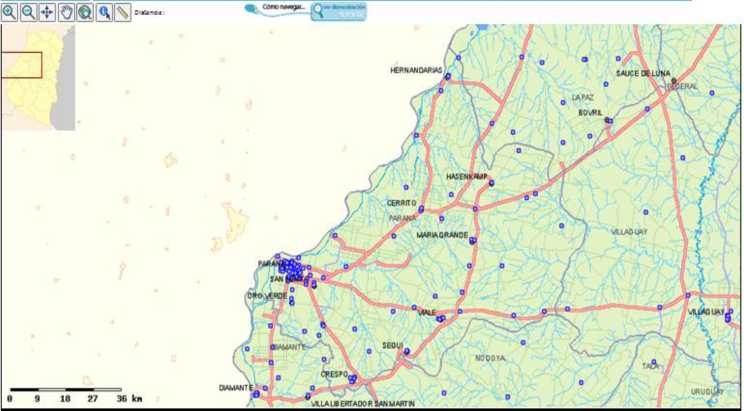 Distancia:
Cómo navegar...
HERNANDARIAS
SAUCE DE LUNA
FEDERAL
LA PAZ
BOVRIL
HASENKAMP
CERRITO
PARANA
MARIA GRANDE
VILLAGUAY
PARANA
SAN
ORO VERDE
VIALE
VILLAGUAY
DIAMANTE
SEGUI
NOGOYA
TALA
CRESPO
DIAMANTE
URUGUAY
VILLA LIBERTADOR SAN MARTIN
0 9 18 27 36 km